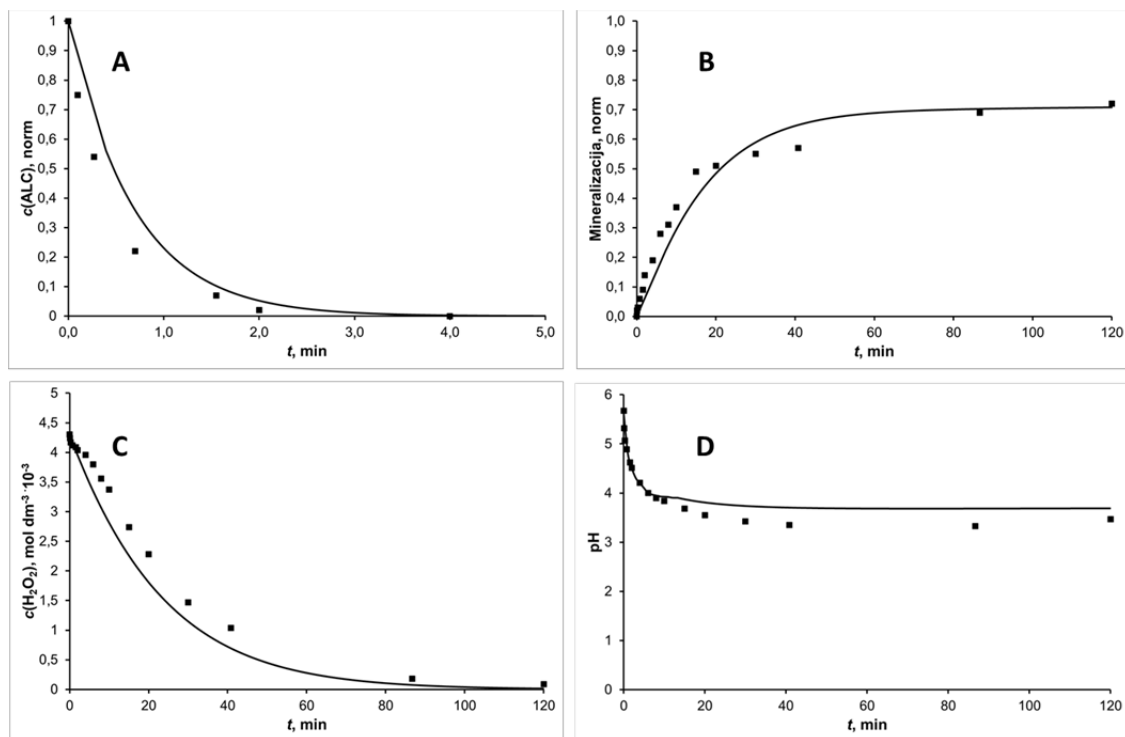 A
c(ALC), norm
1
0,9
0,8
0,7
0,6
0,5
0,4
0,3
0,2
0,1
0
0,0 1,0 2,0 3,0 4,0 5,0
t, min
B
Mineralizacija, norm
1,0
0,9
0,8
0,7
0,6
0,5
0,4
0,3
0,2
0,1
0,0
0 20 40 60 80 100 120
t, min
C
c(H₂O₂), mol dm⁻³ ·10⁻³
5
4,5
4
3,5
3
2,5
2
1,5
1
0,5
0
0 20 40 60 80 100 120
t, min
D
pH
6
5
4
3
2
1
0
0 20 40 60 80 100 120
t, min